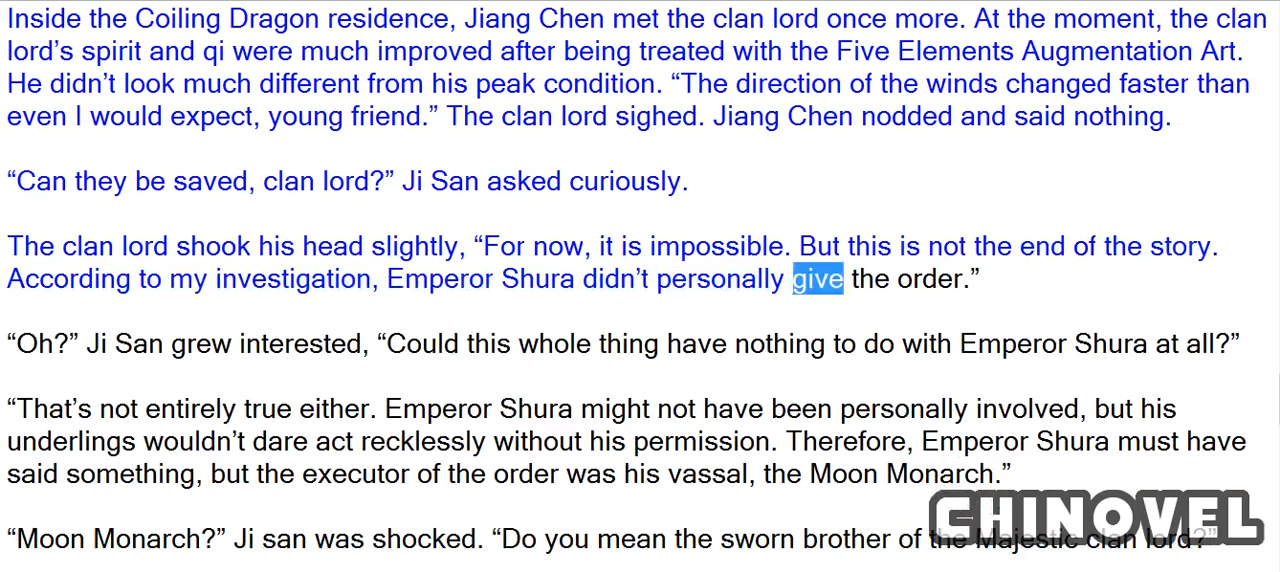 Inside the Coiling Dragon residence, Jiang Chen met the clan lord once more. At the moment, the clan
lord’s spirit and qi were much improved after being treated with the Five Elements Augmentation Art.
He didn’t look much different from his peak condition. “The direction of the winds changed faster than
even I would expect, young friend.” The clan lord sighed. Jiang Chen nodded and said nothing.
“Can they be saved, clan lord?” Ji San asked curiously.
The clan lord shook his head slightly, “For now, it is impossible. But this is not the end of the story.
According to my investigation, Emperor Shura didn’t personally give the order.”
“Oh?” Ji San grew interested, “Could this whole thing have nothing to do with Emperor Shura at all?”
“That’s not entirely true either. Emperor Shura might not have been personally involved, but his
underlings wouldn’t dare act recklessly without his permission. Therefore, Emperor Shura must have
said something, but the executor of the order was his vassal, the Moon Monarch.”
“Moon Monarch?” Ji san was shocked. “Do you mean the sworn brother of the Majestic clan lord?”
CHINOVEL